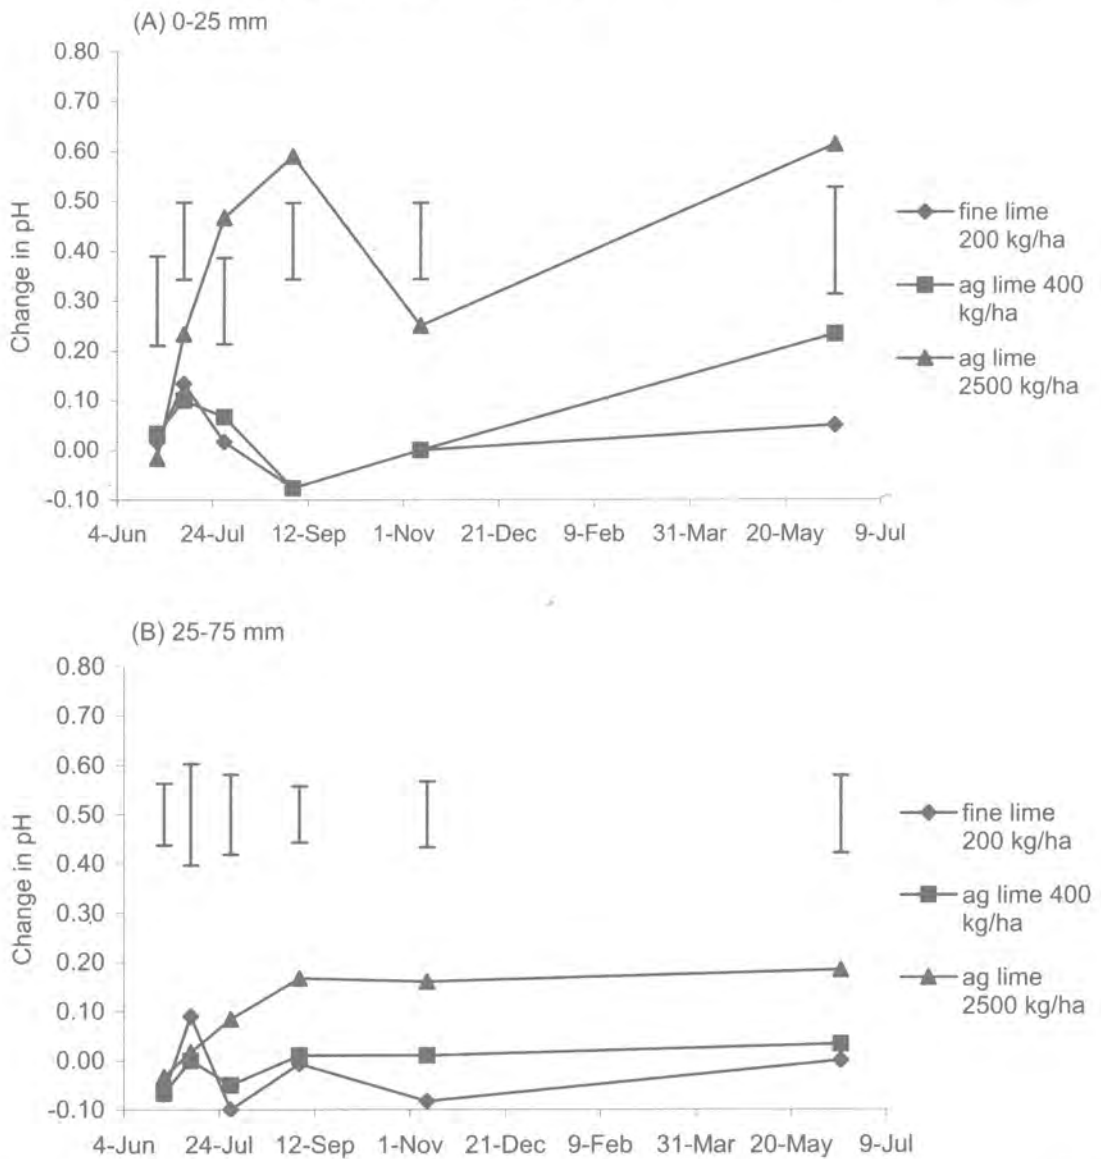 (A) 0-25 mm
0.80
0.70
0.60
0.50
0.40
0.30
0.20
0.10
0.00
-0.10
Change in pH
4-Jun 24-Jul 12-Sep 1-Nov 21-Dec 9-Feb 31-Mar 20-May 9-Jul
fine lime
200 kg/ha
ag lime 400
kg/ha
ag lime
2500 kg/ha
(B) 25-75 mm
0.80
0.70
0.60
0.50
0.40
0.30
0.20
0.10
0.00
-0.10
Change in pH
4-Jun 24-Jul 12-Sep 1-Nov 21-Dec 9-Feb 31-Mar 20-May 9-Jul
fine lime
200 kg/ha
ag lime 400
kg/ha
ag lime
2500 kg/ha